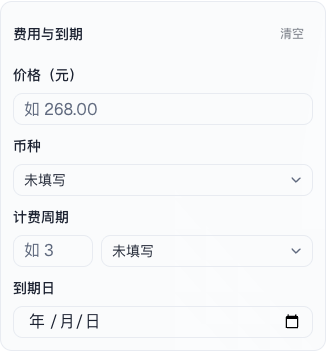 费用与到期 清空
价格（元）
如 268.00
币种
未填写
计费周期
如 3 未填写
到期日
年 /月/日